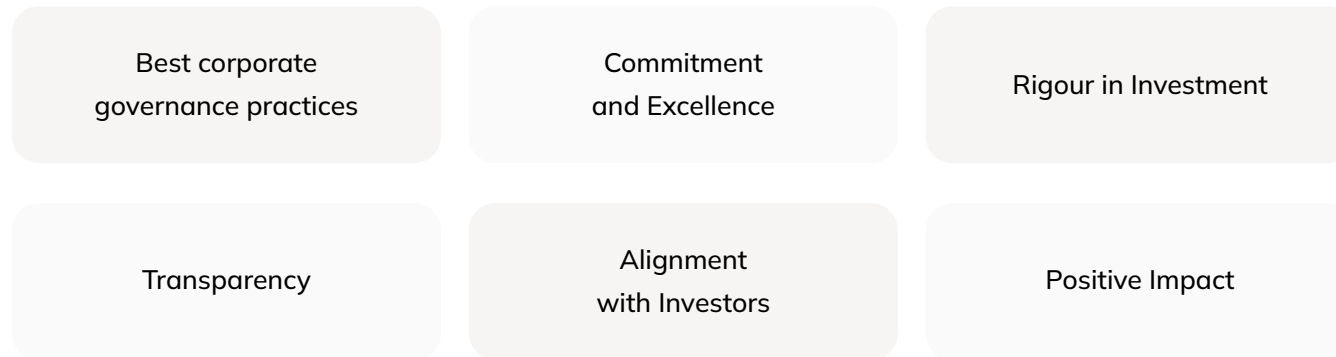 Best corporate
governance practices
Commitment
and Excellence
Rigour in Investment
Transparency
Alignment
with Investors
Positive Impact